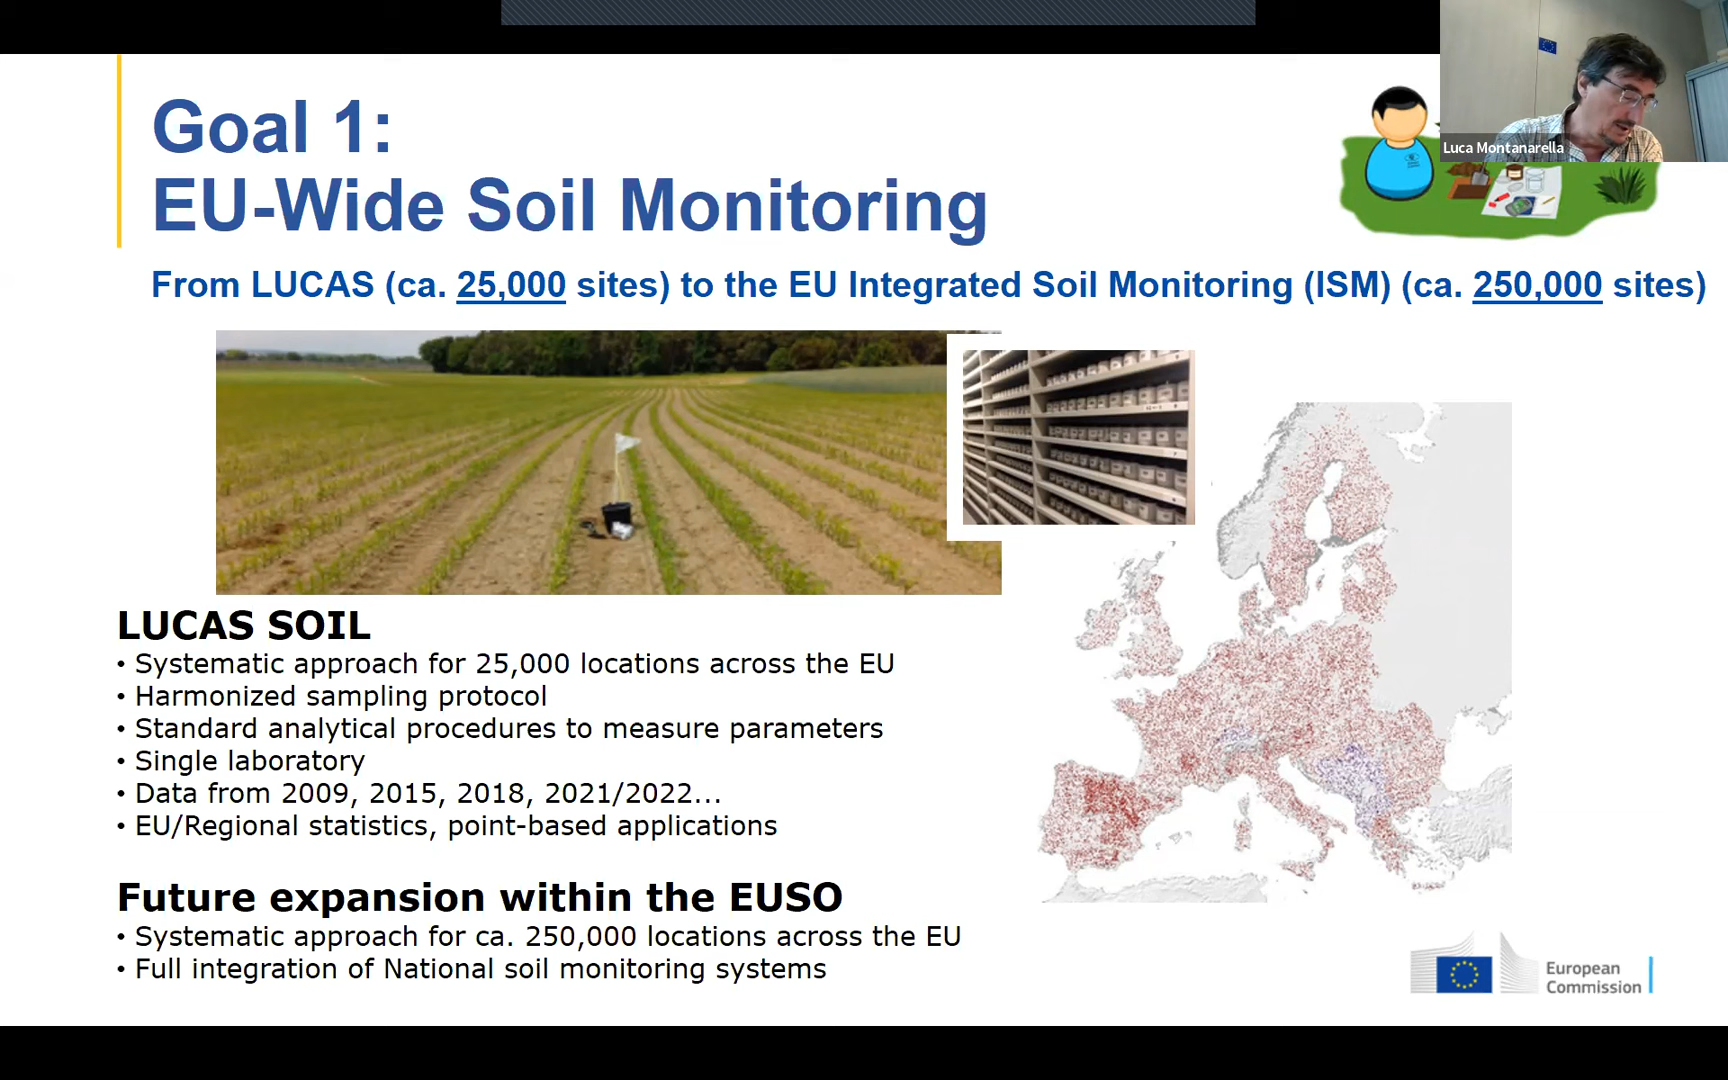 Luca Montanarella
Goal 1:
EU-Wide Soil Monitoring
From LUCAS (ca. 25,000 sites) to the EU Integrated Soil Monitoring (ISM) (ca. 250,000 sites)
LUCAS SOIL
• Systematic approach for 25,000 locations across the EU
• Harmonized sampling protocol
• Standard analytical procedures to measure parameters
• Single laboratory
• Data from 2009, 2015, 2018, 2021/2022...
• EU/Regional statistics, point-based applications
Future expansion within the EUSO
• Systematic approach for ca. 250,000 locations across the EU
• Full integration of National soil monitoring systems
European
Commission